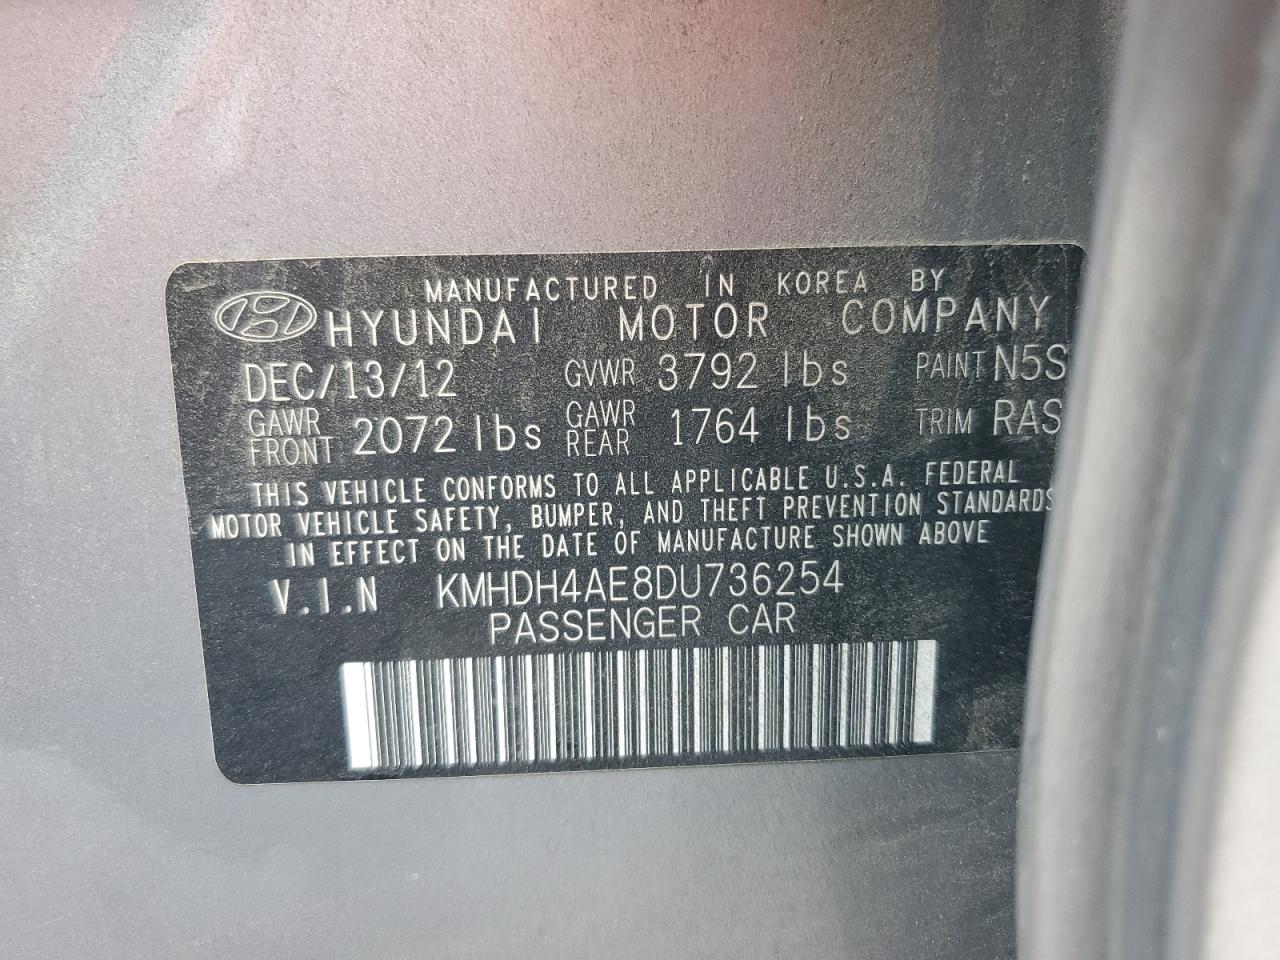 MANUFACTURED IN KOREA BY
HYUNDAI MOTOR COMPANY
DEC/13/12 GVWR 3792 lbs PAINT N5S
GAWR FRONT 2072 lbs GAWR REAR 1764 lbs TRIM RAS
THIS VEHICLE CONFORMS TO ALL APPLICABLE U.S.A. FEDERAL
MOTOR VEHICLE SAFETY, BUMPER, AND THEFT PREVENTION STANDARDS
IN EFFECT ON THE DATE OF MANUFACTURE SHOWN ABOVE
V.I.N KMHDH4AE8DU736254
PASSENGER CAR